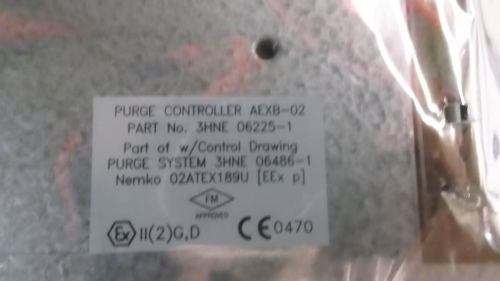 PURGE CONTROLLER AEXB-02
PART No. 3HNE 06225-1
Part of w/Control Drawing
PURGE SYSTEM 3HNE 06486-1
Nemko 02ATEX189U [EEx p]
FM
APPROVED
Ex II(2)G,D CE 0470